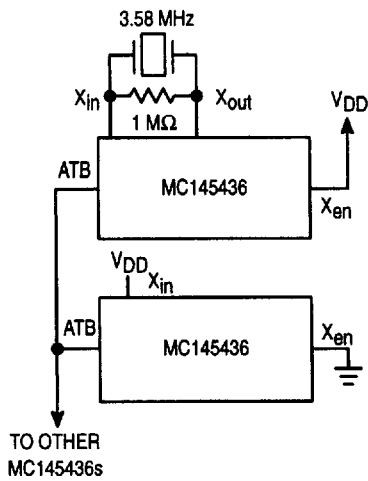 3.58 MHz
Xin
Xout
1 MΩ
VDD
ATB
MC145436
Xen
VDD
Xin
ATB
MC145436
Xen
TO OTHER
MC145436s